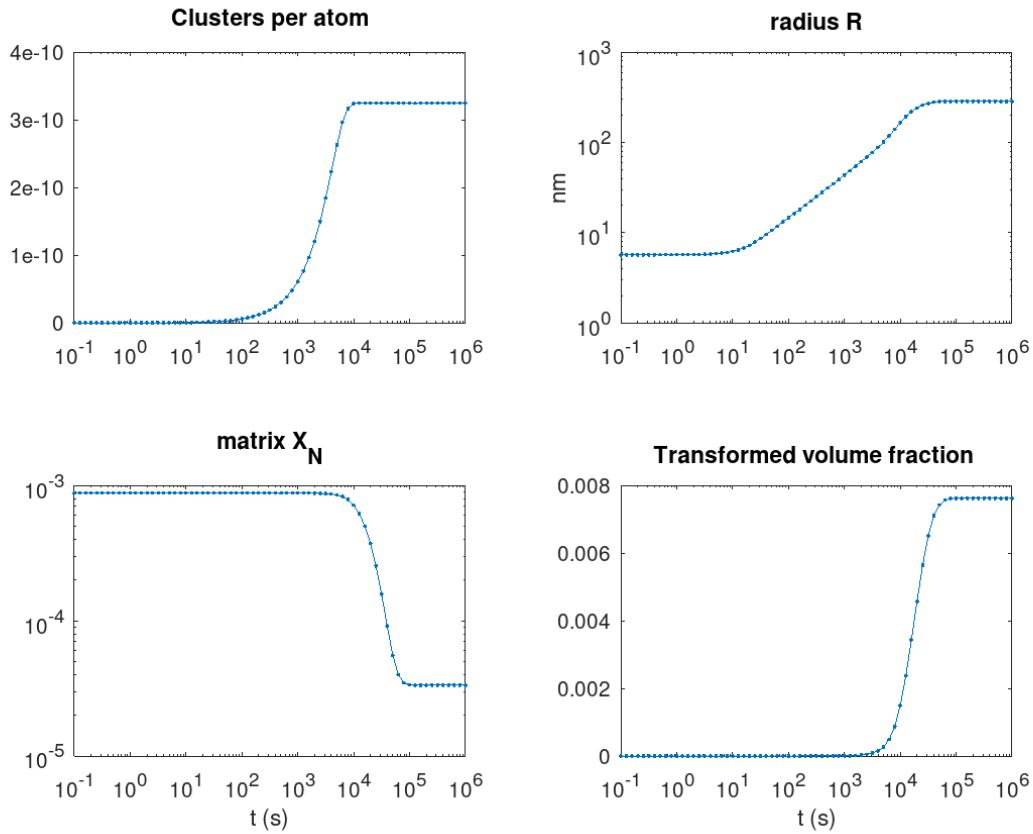 Clusters per atom
4e-10
3e-10
2e-10
1e-10
0
10^-1 10^0 10^1 10^2 10^3 10^4 10^5 10^6
radius R
10^3
10^2
10^1
10^0
nm
10^-1 10^0 10^1 10^2 10^3 10^4 10^5 10^6
matrix X_N
10^-3
10^-4
10^-5
10^-1 10^0 10^1 10^2 10^3 10^4 10^5 10^6
t (s)
Transformed volume fraction
0.008
0.006
0.004
0.002
0
10^-1 10^0 10^1 10^2 10^3 10^4 10^5 10^6
t (s)